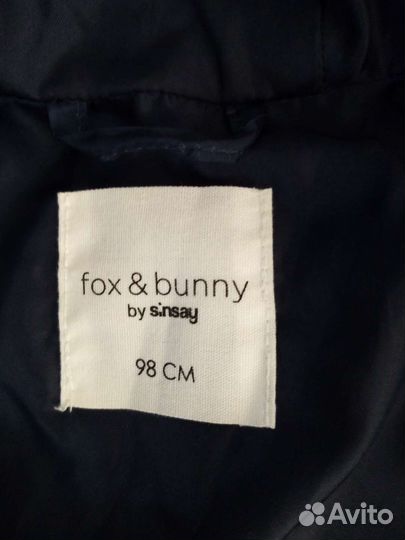 fox & bunny
by sinsay
98 CM
Avito